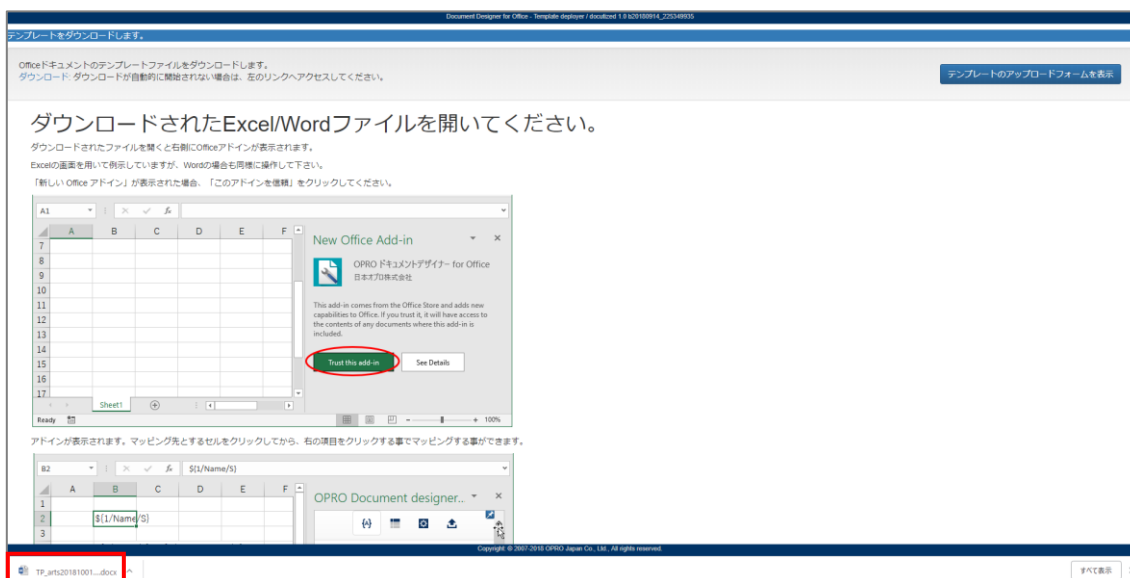 Document Designer for Office - Template deployer / docutized 1.0 b20180914_225349935
テンプレートをダウンロードします。
Officeドキュメントのテンプレートファイルをダウンロードします。
ダウンロード: ダウンロードが自動的に開始されない場合は、左のリンクへアクセスしてください。
テンプレートのアップロードフォームを表示
ダウンロードされたExcel/Wordファイルを開いてください。
ダウンロードされたファイルを開くと右側にOfficeアドインが表示されます。
Excelの画面を用いて例示していますが、Wordの場合も同様に操作して下さい。
「新しい Office アドイン」が表示された場合、「このアドインを信頼」をクリックしてください。
A1
A B C D E F
7
8
9
10
11
12
13
14
15
16
17
New Office Add-in
OPRO ドキュメントデザイナー for Office
日本オプロ株式会社
This add-in comes from the Office Store and adds new
capabilities to Office. If you trust it, it will have access to
the contents of any documents where this add-in is
included.
Trust this add-in See Details
Sheet1
Ready 100%
アドインが表示されます。マッピング先とするセルをクリックしてから、右の項目をクリックする事でマッピングする事ができます。
B2 ${1/Name/S}
A B C D E F
1
2 ${1/Name/S}
3
OPRO Document designer...
Copyright © 2007-2018 OPRO Japan Co., Ltd., All rights reserved.
TP_arts20181001....docx
すべて表示